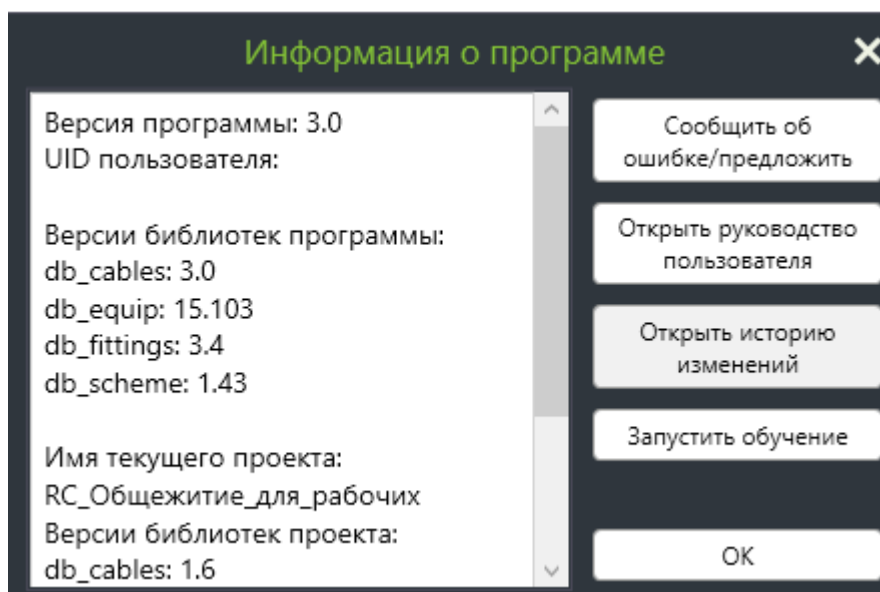 Информация о программе
Версия программы: 3.0
UID пользователя:
Версии библиотек программы:
db_cables: 3.0
db_equip: 15.103
db_fittings: 3.4
db_scheme: 1.43
Имя текущего проекта:
RC_Общежитие_для_рабочих
Версии библиотек проекта:
db_cables: 1.6
Сообщить об
ошибке/предложить
Открыть руководство
пользователя
Открыть историю
изменений
Запустить обучение
ОК